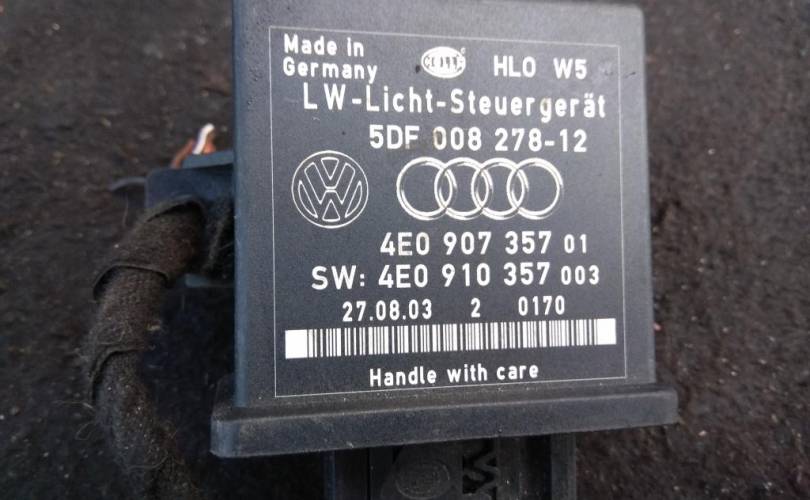 Made in
Germany
HLO W5
LW-Licht-Steuergerät
5DF 008 278-12
4E0 907 357 01
SW: 4E0 910 357 003
27.08.03 2 0170
Handle with care